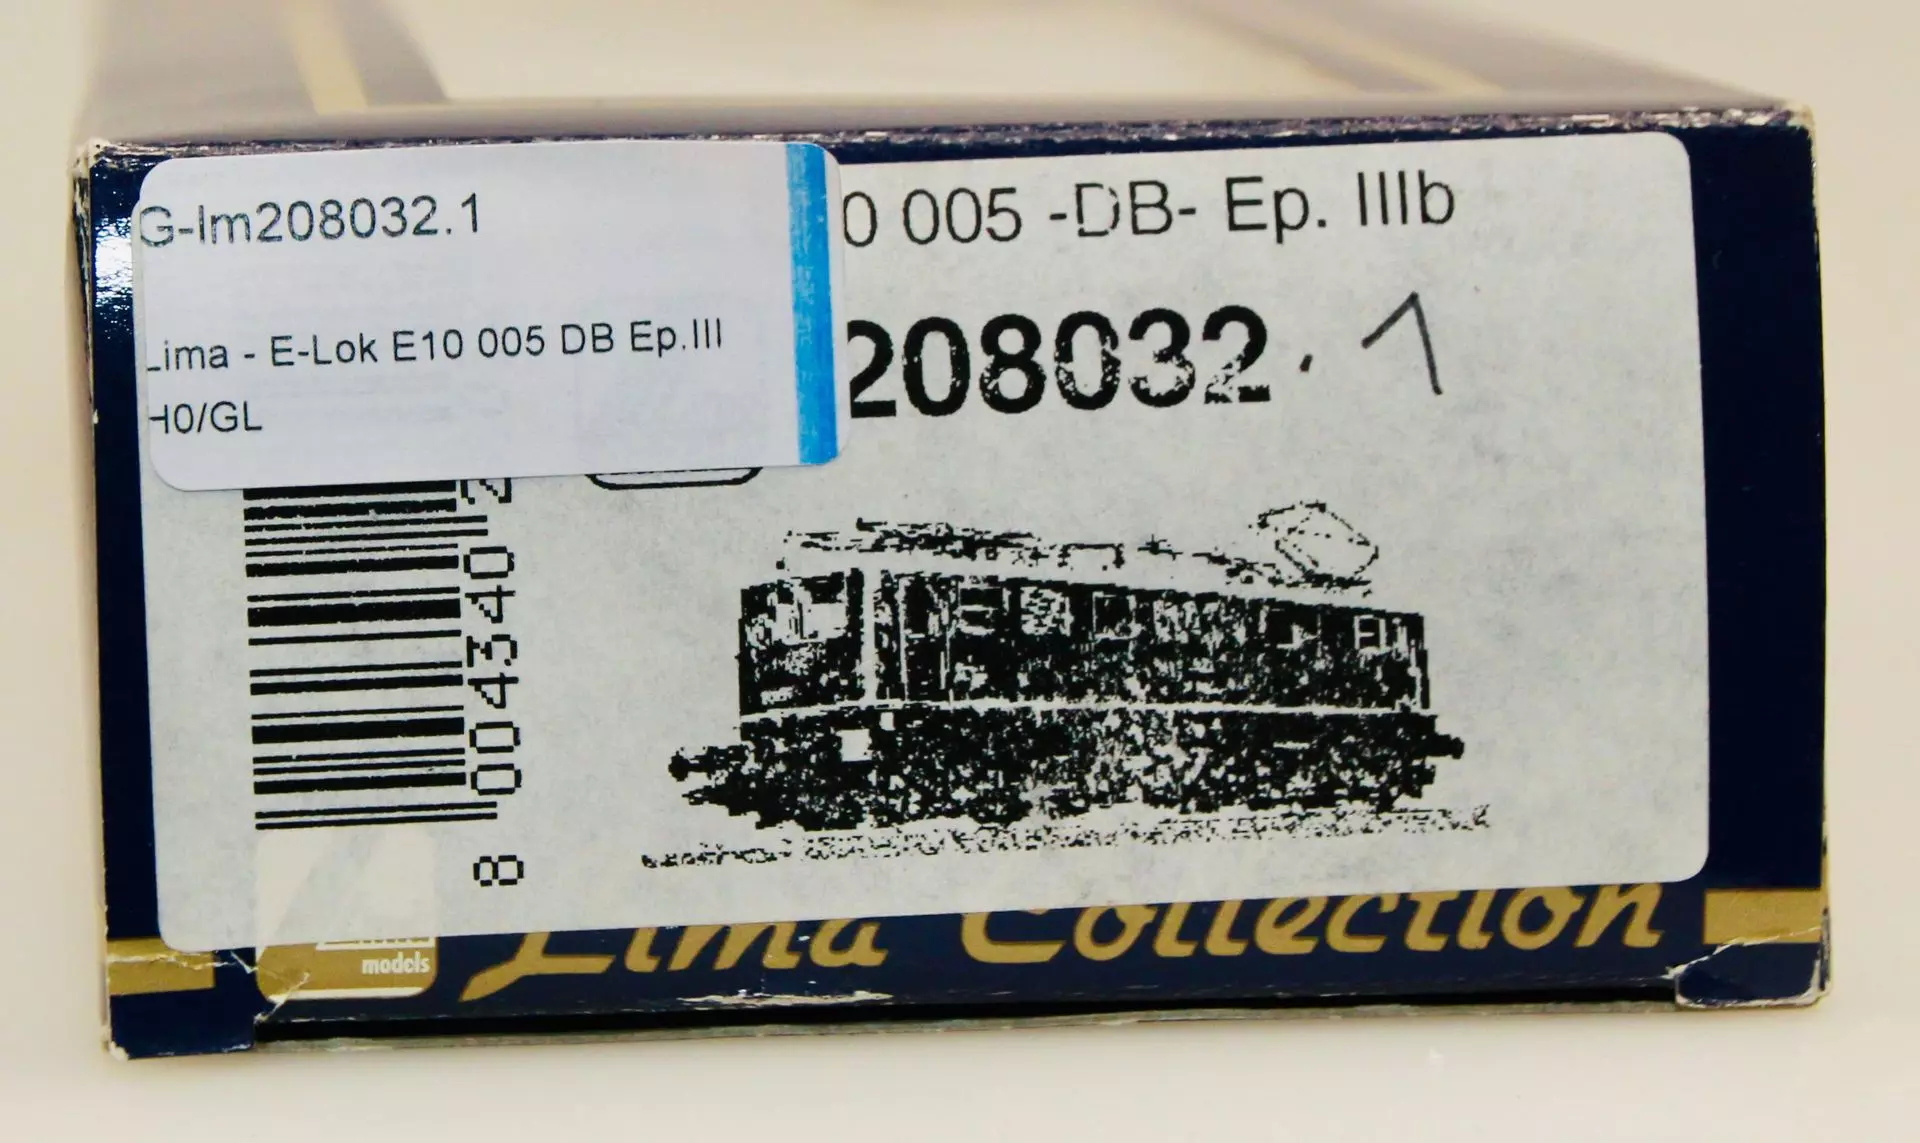 G-lm208032.1
Lima - E-Lok E10 005 DB Ep.III
H0/GL
0 005 -DB- Ep. IIIb
208032.1
8 004340 2
models
Lima Collection